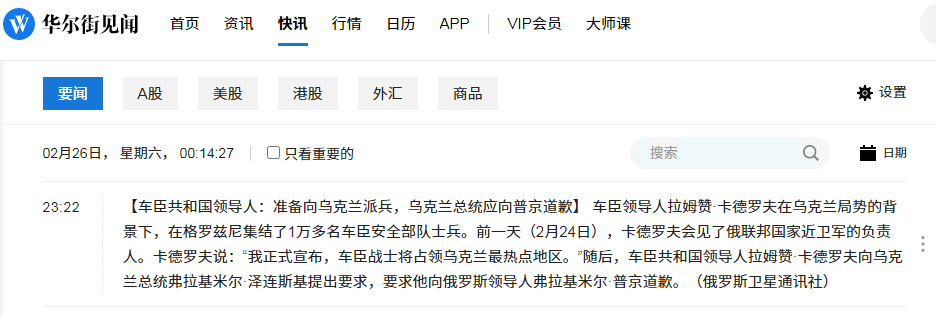 华尔街见闻 首页 资讯 快讯 行情 日历 APP VIP会员 大师课
要闻 A股 美股 港股 外汇 商品 设置
02月26日， 星期六， 00:14:27 只看重要的 搜索 日期
23:22 【车臣共和国领导人：准备向乌克兰派兵，乌克兰总统应向普京道歉】 车臣领导人拉姆赞·卡德罗夫在乌克兰局势的背
景下，在格罗兹尼集结了1万多名车臣安全部队士兵。前一天（2月24日），卡德罗夫会见了俄联邦国家近卫军的负责
人。卡德罗夫说：“我正式宣布，车臣战士将占领乌克兰最热点地区。”随后，车臣共和国领导人拉姆赞·卡德罗夫向乌克
兰总统弗拉基米尔·泽连斯基提出要求，要求他向俄罗斯领导人弗拉基米尔·普京道歉。（俄罗斯卫星通讯社）